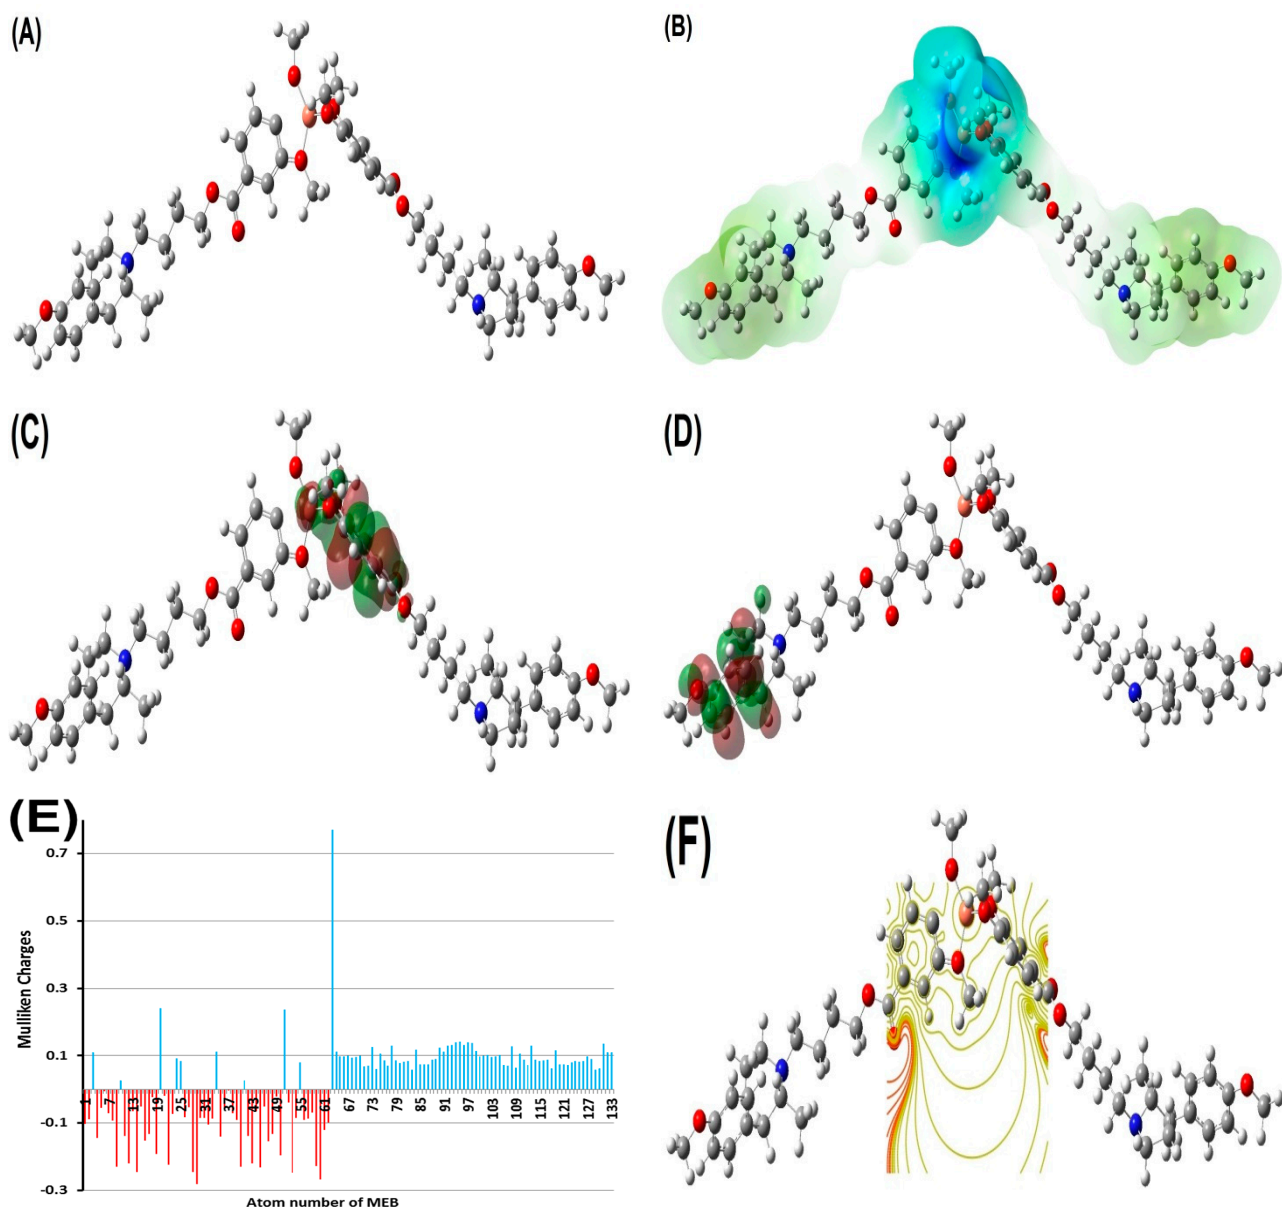 (A)
(B)
(C)
(D)
(E)
0.7
0.5
0.3
0.1
-0.1
-0.3
Mulliken Charges
1 7 13 19 25 31 37 43 49 55 61 67 73 79 85 91 97 103 109 115 121 127 133
Atom number of MEB
(F)